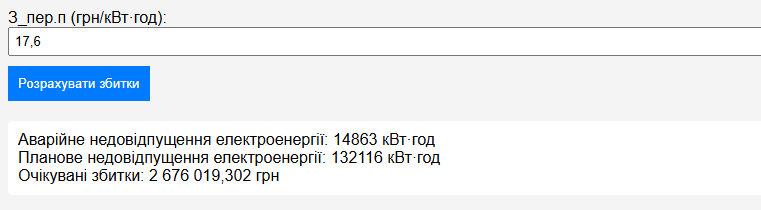 З_пер.п (грн/кВт·год):
17,6
Розрахувати збитки
Аварійне недовідпущення електроенергії: 14863 кВт·год
Планове недовідпущення електроенергії: 132116 кВт·год
Очікувані збитки: 2 676 019,302 грн